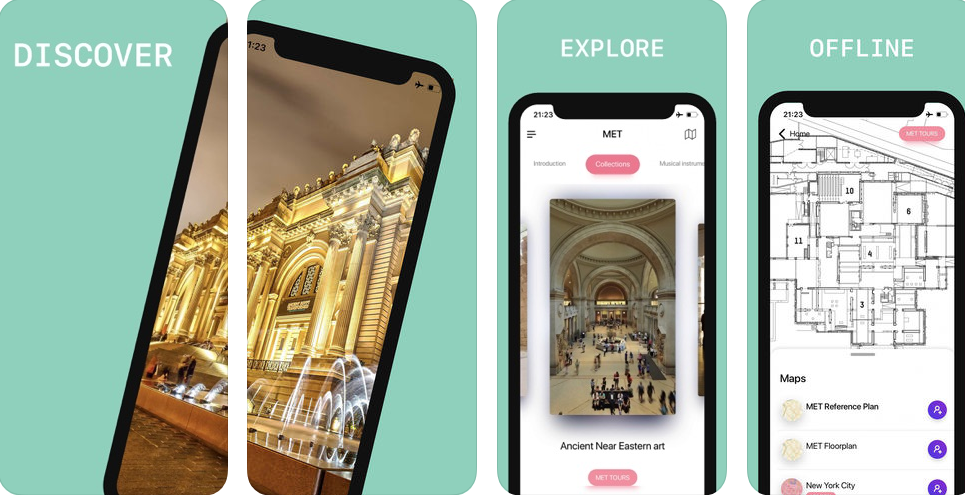 DISCOVER
1:23
EXPLORE
21:23
MET
Introduction
Collections
Musical instrume
Ancient Near Eastern art
MET TOURS
OFFLINE
21:23
Home
MET TOURS
10
6
11
4
3
Maps
MET Reference Plan
MET Floorplan
New York City